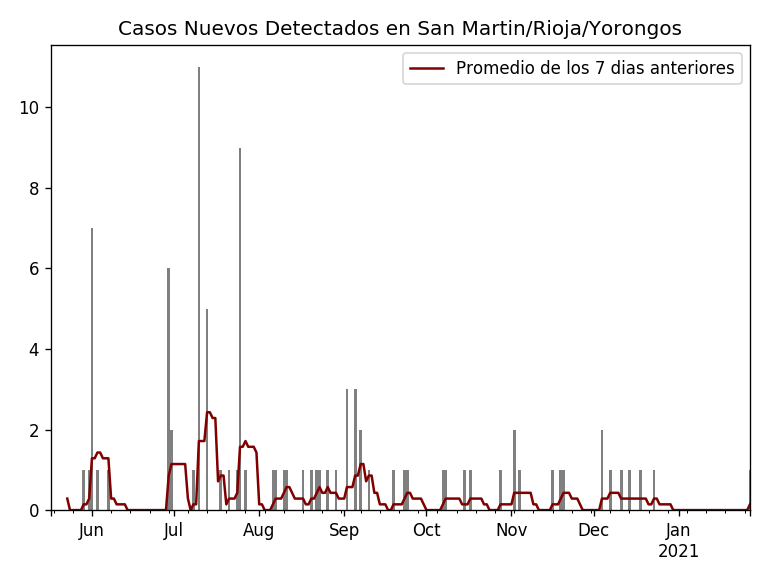 Casos Nuevos Detectados en San Martin/Rioja/Yorongos
Promedio de los 7 dias anteriores
10
8
6
4
2
0
Jun Jul Aug Sep Oct Nov Dec Jan
2021